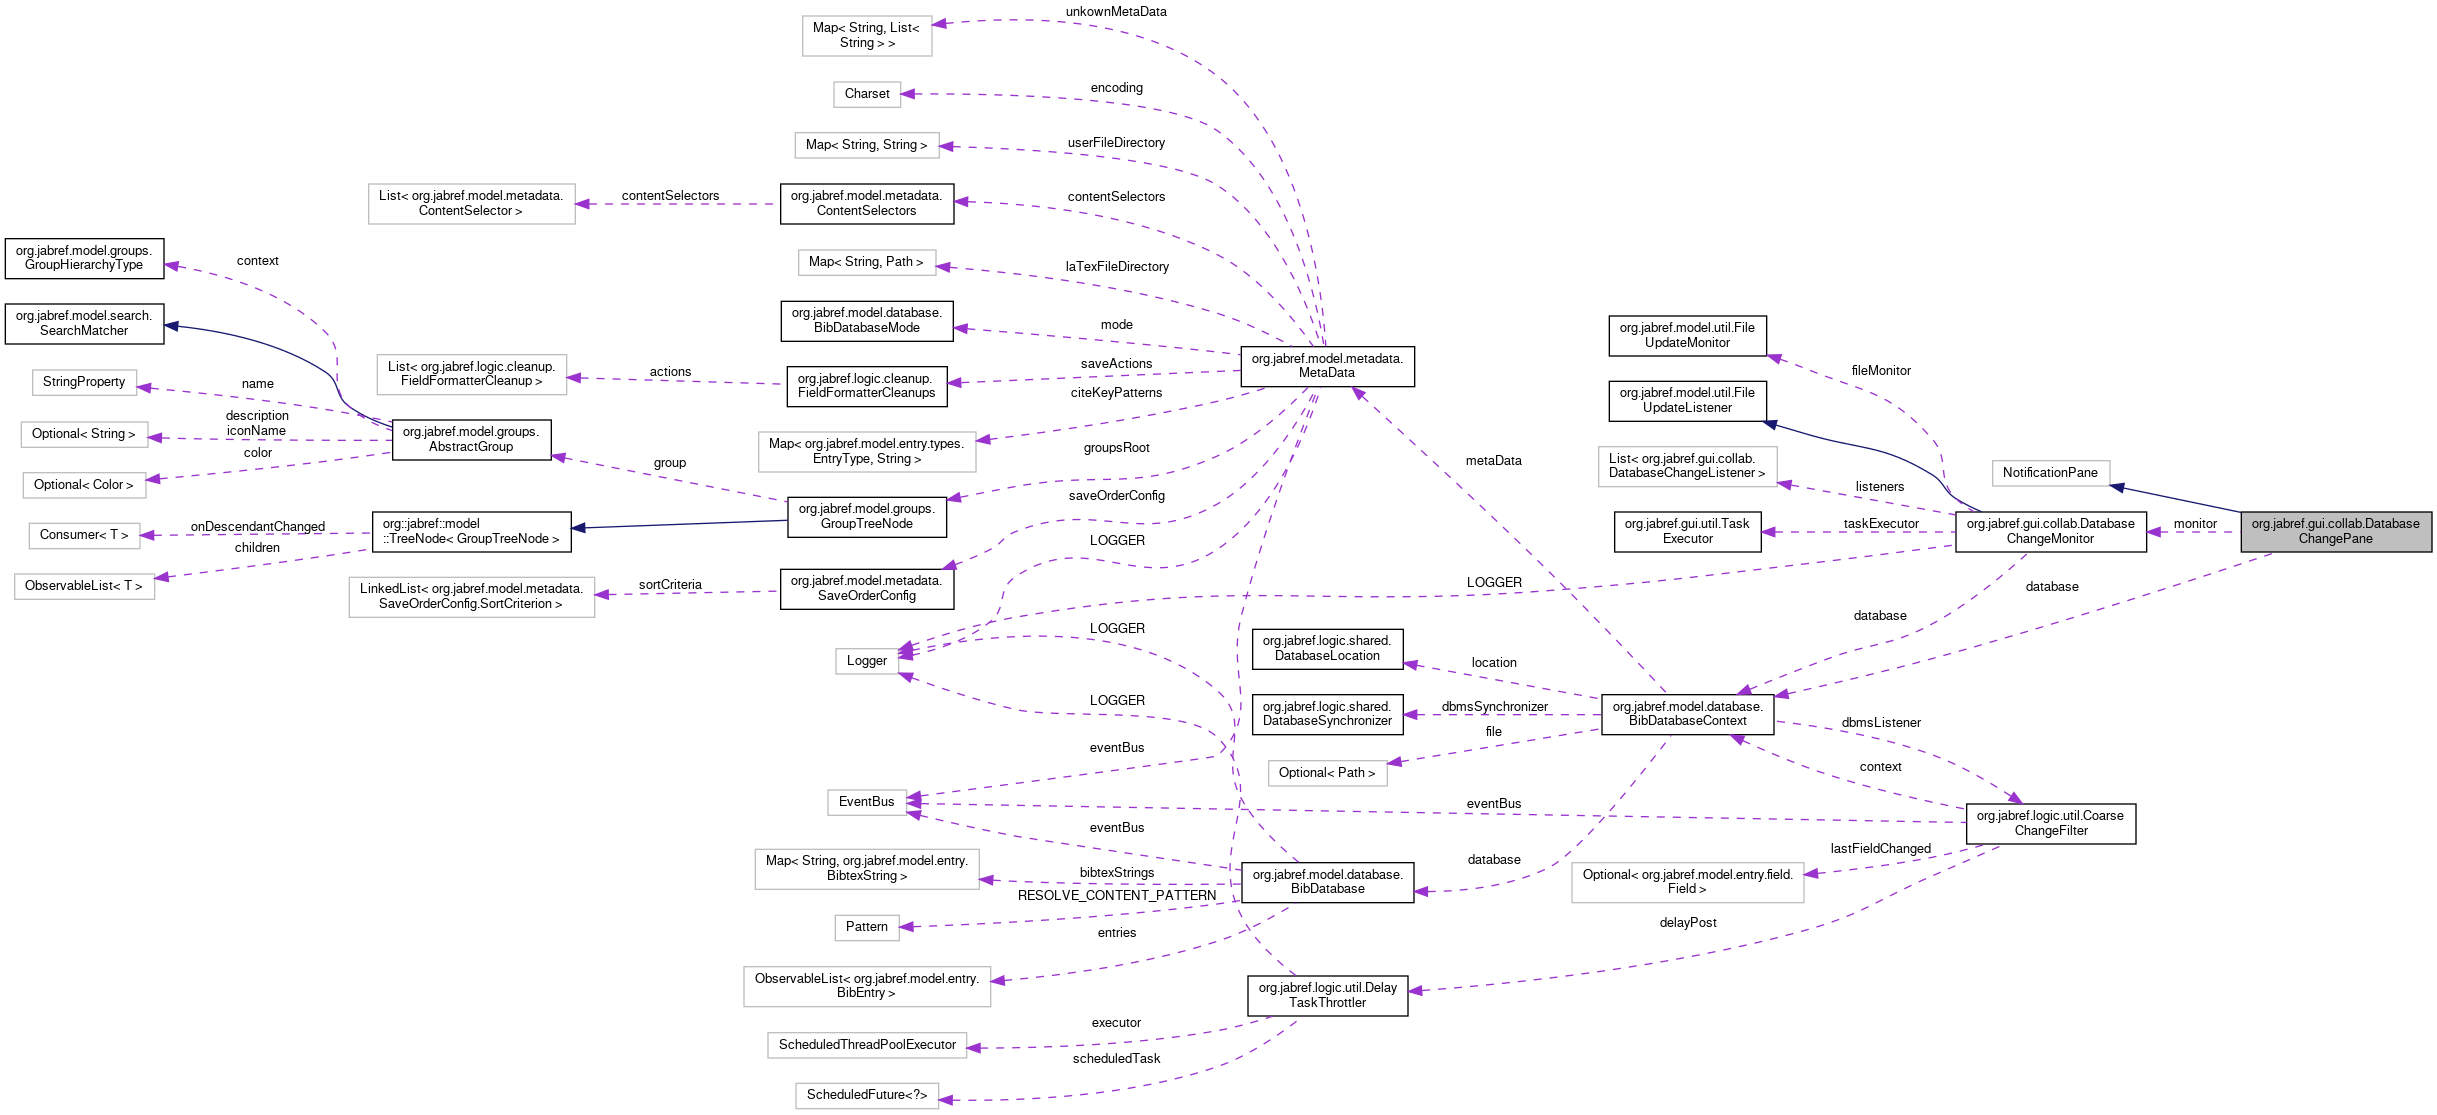 unkownMetaData
Map< String, List<
String > >
encoding
Charset
userFileDirectory
Map< String, String >
contentSelectors
List< org.jabref.model.metadata.
ContentSelector >
contentSelectors
org.jabref.model.metadata.
ContentSelectors
org.jabref.model.groups.
GroupHierarchyType
context
Map< String, Path >
laTexFileDirectory
org.jabref.model.search.
SearchMatcher
org.jabref.model.database.
BibDatabaseMode
mode
org.jabref.model.util.File
UpdateMonitor
StringProperty
name
List< org.jabref.logic.cleanup.
FieldFormatterCleanup >
actions
org.jabref.logic.cleanup.
FieldFormatterCleanups
saveActions
citeKeyPatterns
org.jabref.model.metadata.
MetaData
fileMonitor
org.jabref.model.util.File
UpdateListener
Optional< String >
description
iconName
org.jabref.model.groups.
AbstractGroup
Map< org.jabref.model.entry.types.
EntryType, String >
groupsRoot
metaData
color
Optional< Color >
group
List< org.jabref.gui.collab.
DatabaseChangeListener >
listeners
NotificationPane
saveOrderConfig
org.jabref.model.groups.
GroupTreeNode
Consumer< T >
onDescendantChanged
org::jabref::model
::TreeNode< GroupTreeNode >
LOGGER
org.jabref.gui.util.Task
Executor
taskExecutor
org.jabref.gui.collab.Database
ChangeMonitor
monitor
org.jabref.gui.collab.Database
ChangePane
children
ObservableList< T >
LinkedList< org.jabref.model.metadata.
SaveOrderConfig.SortCriterion >
sortCriteria
org.jabref.model.metadata.
SaveOrderConfig
LOGGER
database
database
LOGGER
Logger
org.jabref.logic.shared.
DatabaseLocation
location
LOGGER
org.jabref.logic.shared.
DatabaseSynchronizer
dbmsSynchronizer
org.jabref.model.database.
BibDatabaseContext
dbmsListener
file
eventBus
Optional< Path >
context
EventBus
eventBus
org.jabref.logic.util.Coarse
ChangeFilter
eventBus
Map< String, org.jabref.model.entry.
BibtexString >
bibtexStrings
database
lastFieldChanged
org.jabref.model.database.
BibDatabase
Optional< org.jabref.model.entry.field.
Field >
RESOLVE_CONTENT_PATTERN
Pattern
entries
delayPost
ObservableList< org.jabref.model.entry.
BibEntry >
org.jabref.logic.util.Delay
TaskThrottler
executor
ScheduledThreadPoolExecutor
scheduledTask
ScheduledFuture<?>